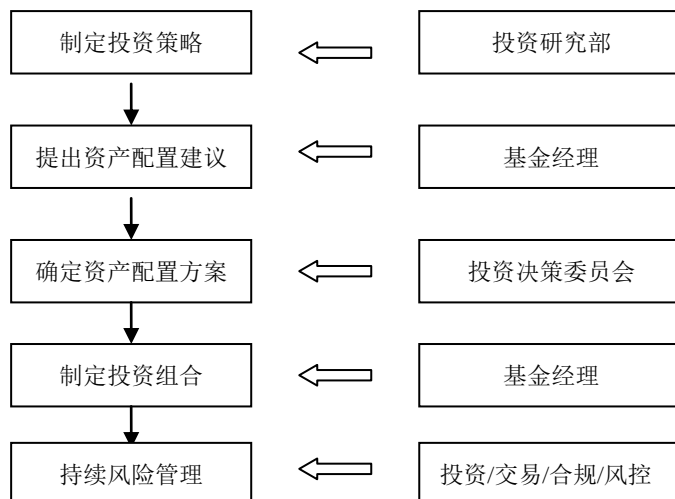 制定投资策略
投资研究部
提出资产配置建议
基金经理
确定资产配置方案
投资决策委员会
制定投资组合
基金经理
持续风险管理
投资/交易/合规/风控